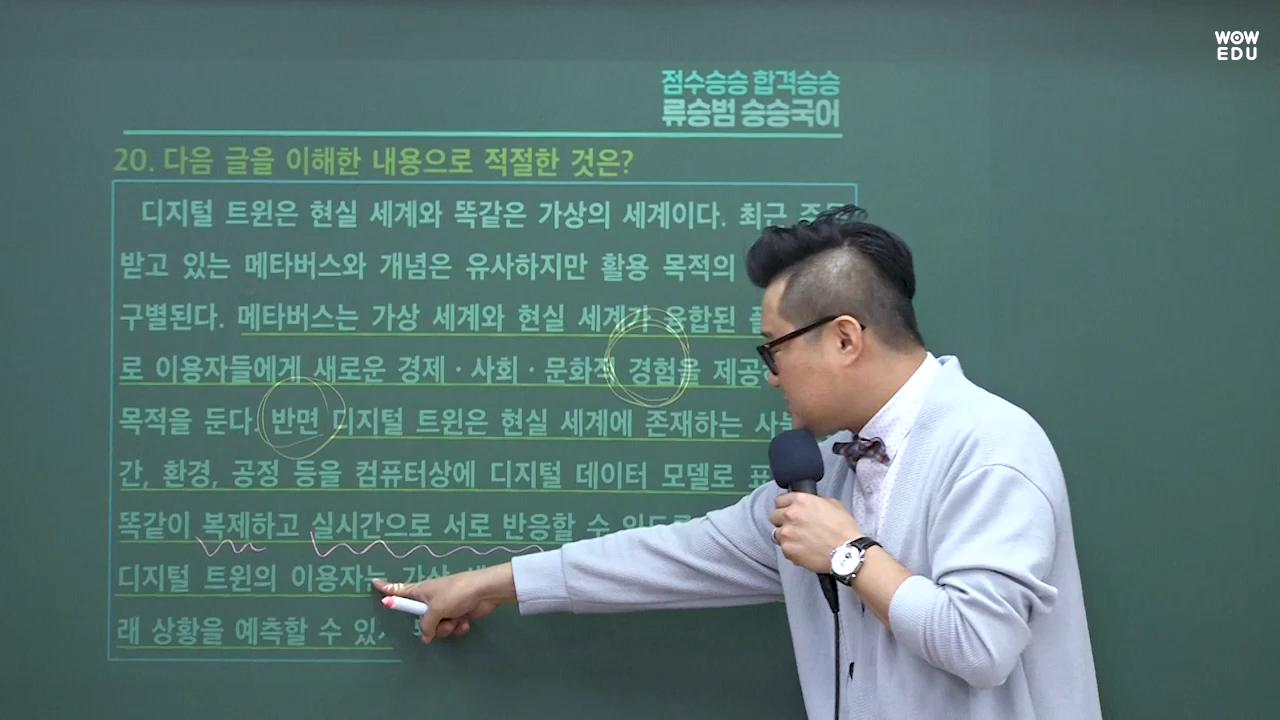 WOW
EDU
점수승승 합격승승
류승범 승승국어
20. 다음 글을 이해한 내용으로 적절한 것은?
디지털 트윈은 현실 세계와 똑같은 가상의 세계이다. 최근
받고 있는 메타버스와 개념은 유사하지만 활용 목적의
구별된다. 메타버스는 가상 세계와 현실 세계가 융합된
로 이용자들에게 새로운 경제·사회·문화적 경험을 제공
목적을 둔다. 반면 디지털 트윈은 현실 세계에 존재하는
간, 환경, 공정 등을 컴퓨터상에 디지털 데이터 모델로
똑같이 복제하고 실시간으로 서로 반응할 수
디지털 트윈의 이용자는 가상
래 상황을 예측할 수